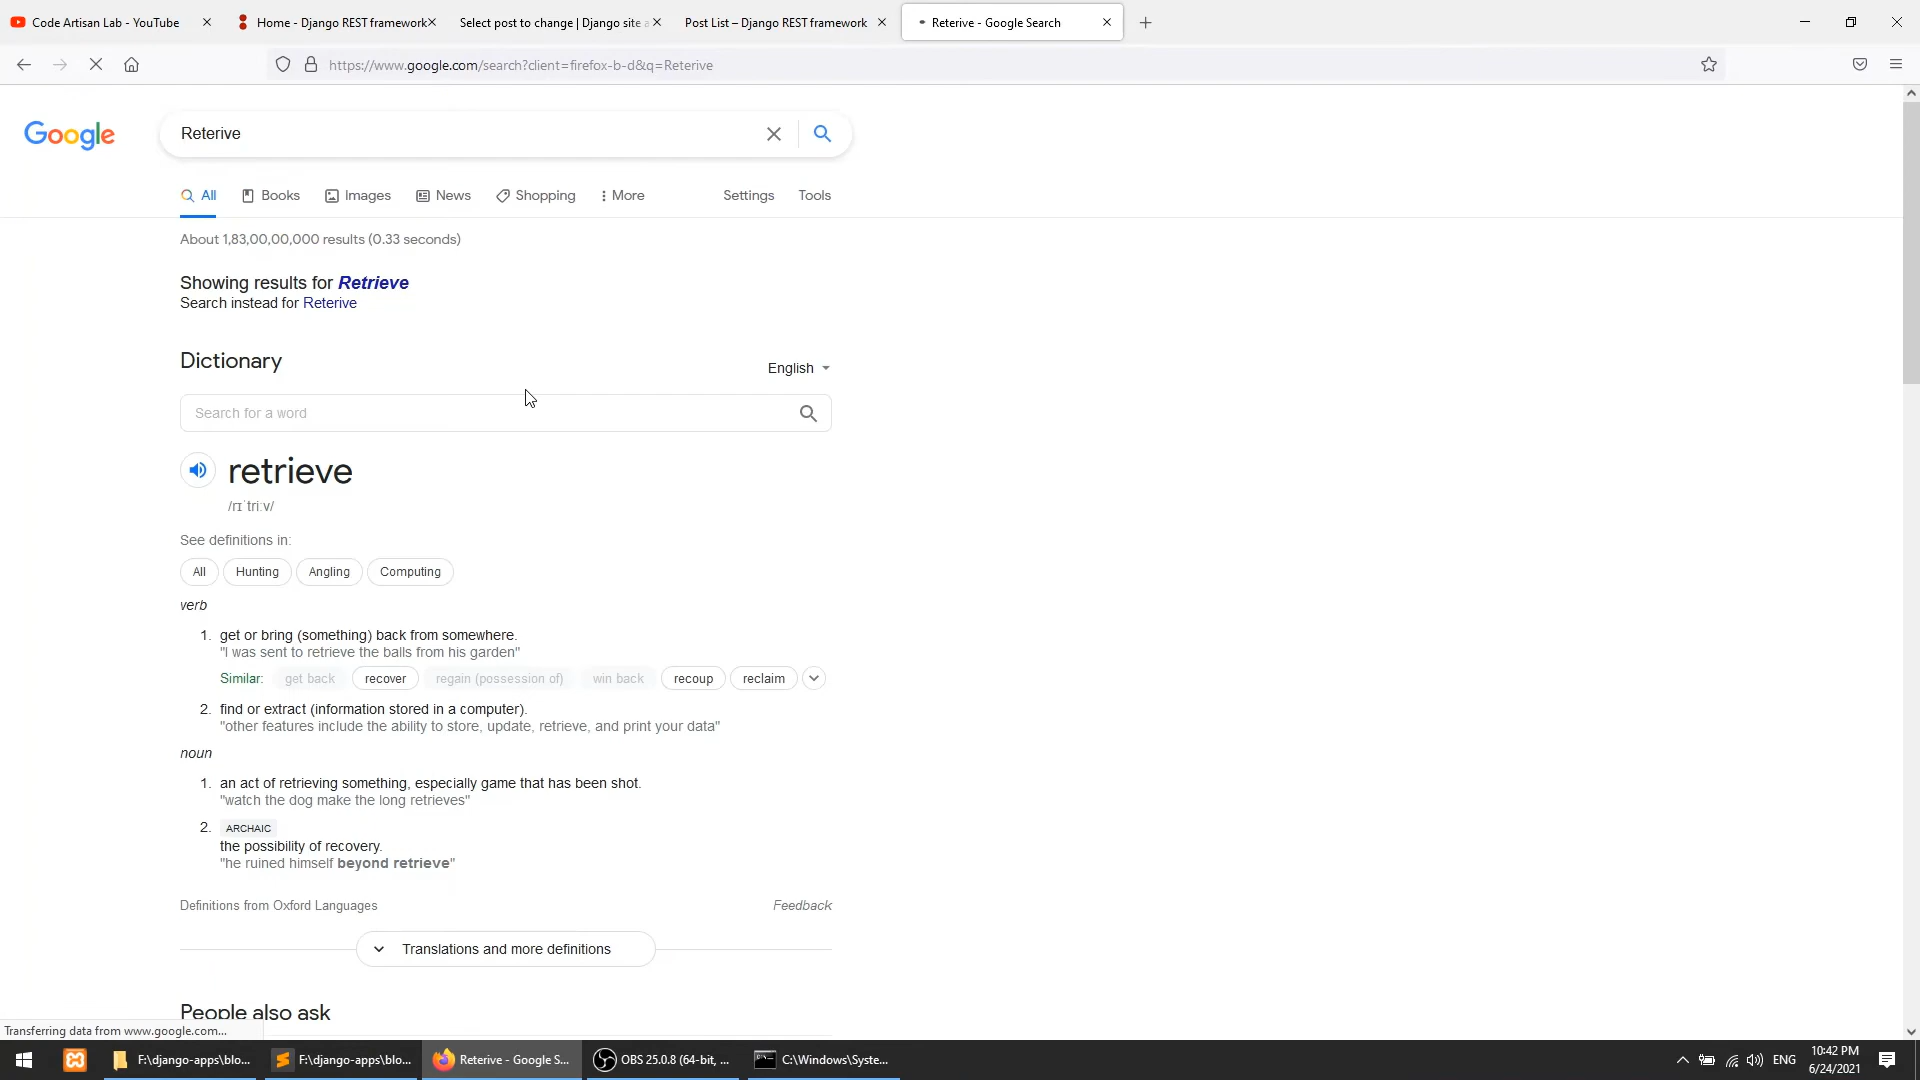 Code Artisan Lab - YouTube
Home - Django REST framework
Select post to change | Django site a
Post List – Django REST framework
Reterive - Google Search
https://www.google.com/search?client=firefox-b-d&q=Reterive
Google
Reterive
All
Books
Images
News
Shopping
More
Settings
Tools
About 1,83,00,00,000 results (0.33 seconds)
Showing results for Retrieve
Search instead for Reterive
Dictionary
English
Search for a word
retrieve
/rɪˈtriːv/
See definitions in:
All
Hunting
Angling
Computing
verb
1. get or bring (something) back from somewhere.
"I was sent to retrieve the balls from his garden"
Similar: get back recover regain (possession of) win back recoup reclaim
2. find or extract (information stored in a computer).
"other features include the ability to store, update, retrieve, and print your data"
noun
1. an act of retrieving something, especially game that has been shot.
"watch the dog make the long retrieves"
2. ARCHAIC
the possibility of recovery.
"he ruined himself beyond retrieve"
Definitions from Oxford Languages
Feedback
Translations and more definitions
People also ask
Transferring data from www.google.com...
F:\django-apps\blo...
F:\django-apps\blo...
Reterive - Google S...
OBS 25.0.8 (64-bit, ...
C:\Windows\Syste...
ENG
10:42 PM
6/24/2021